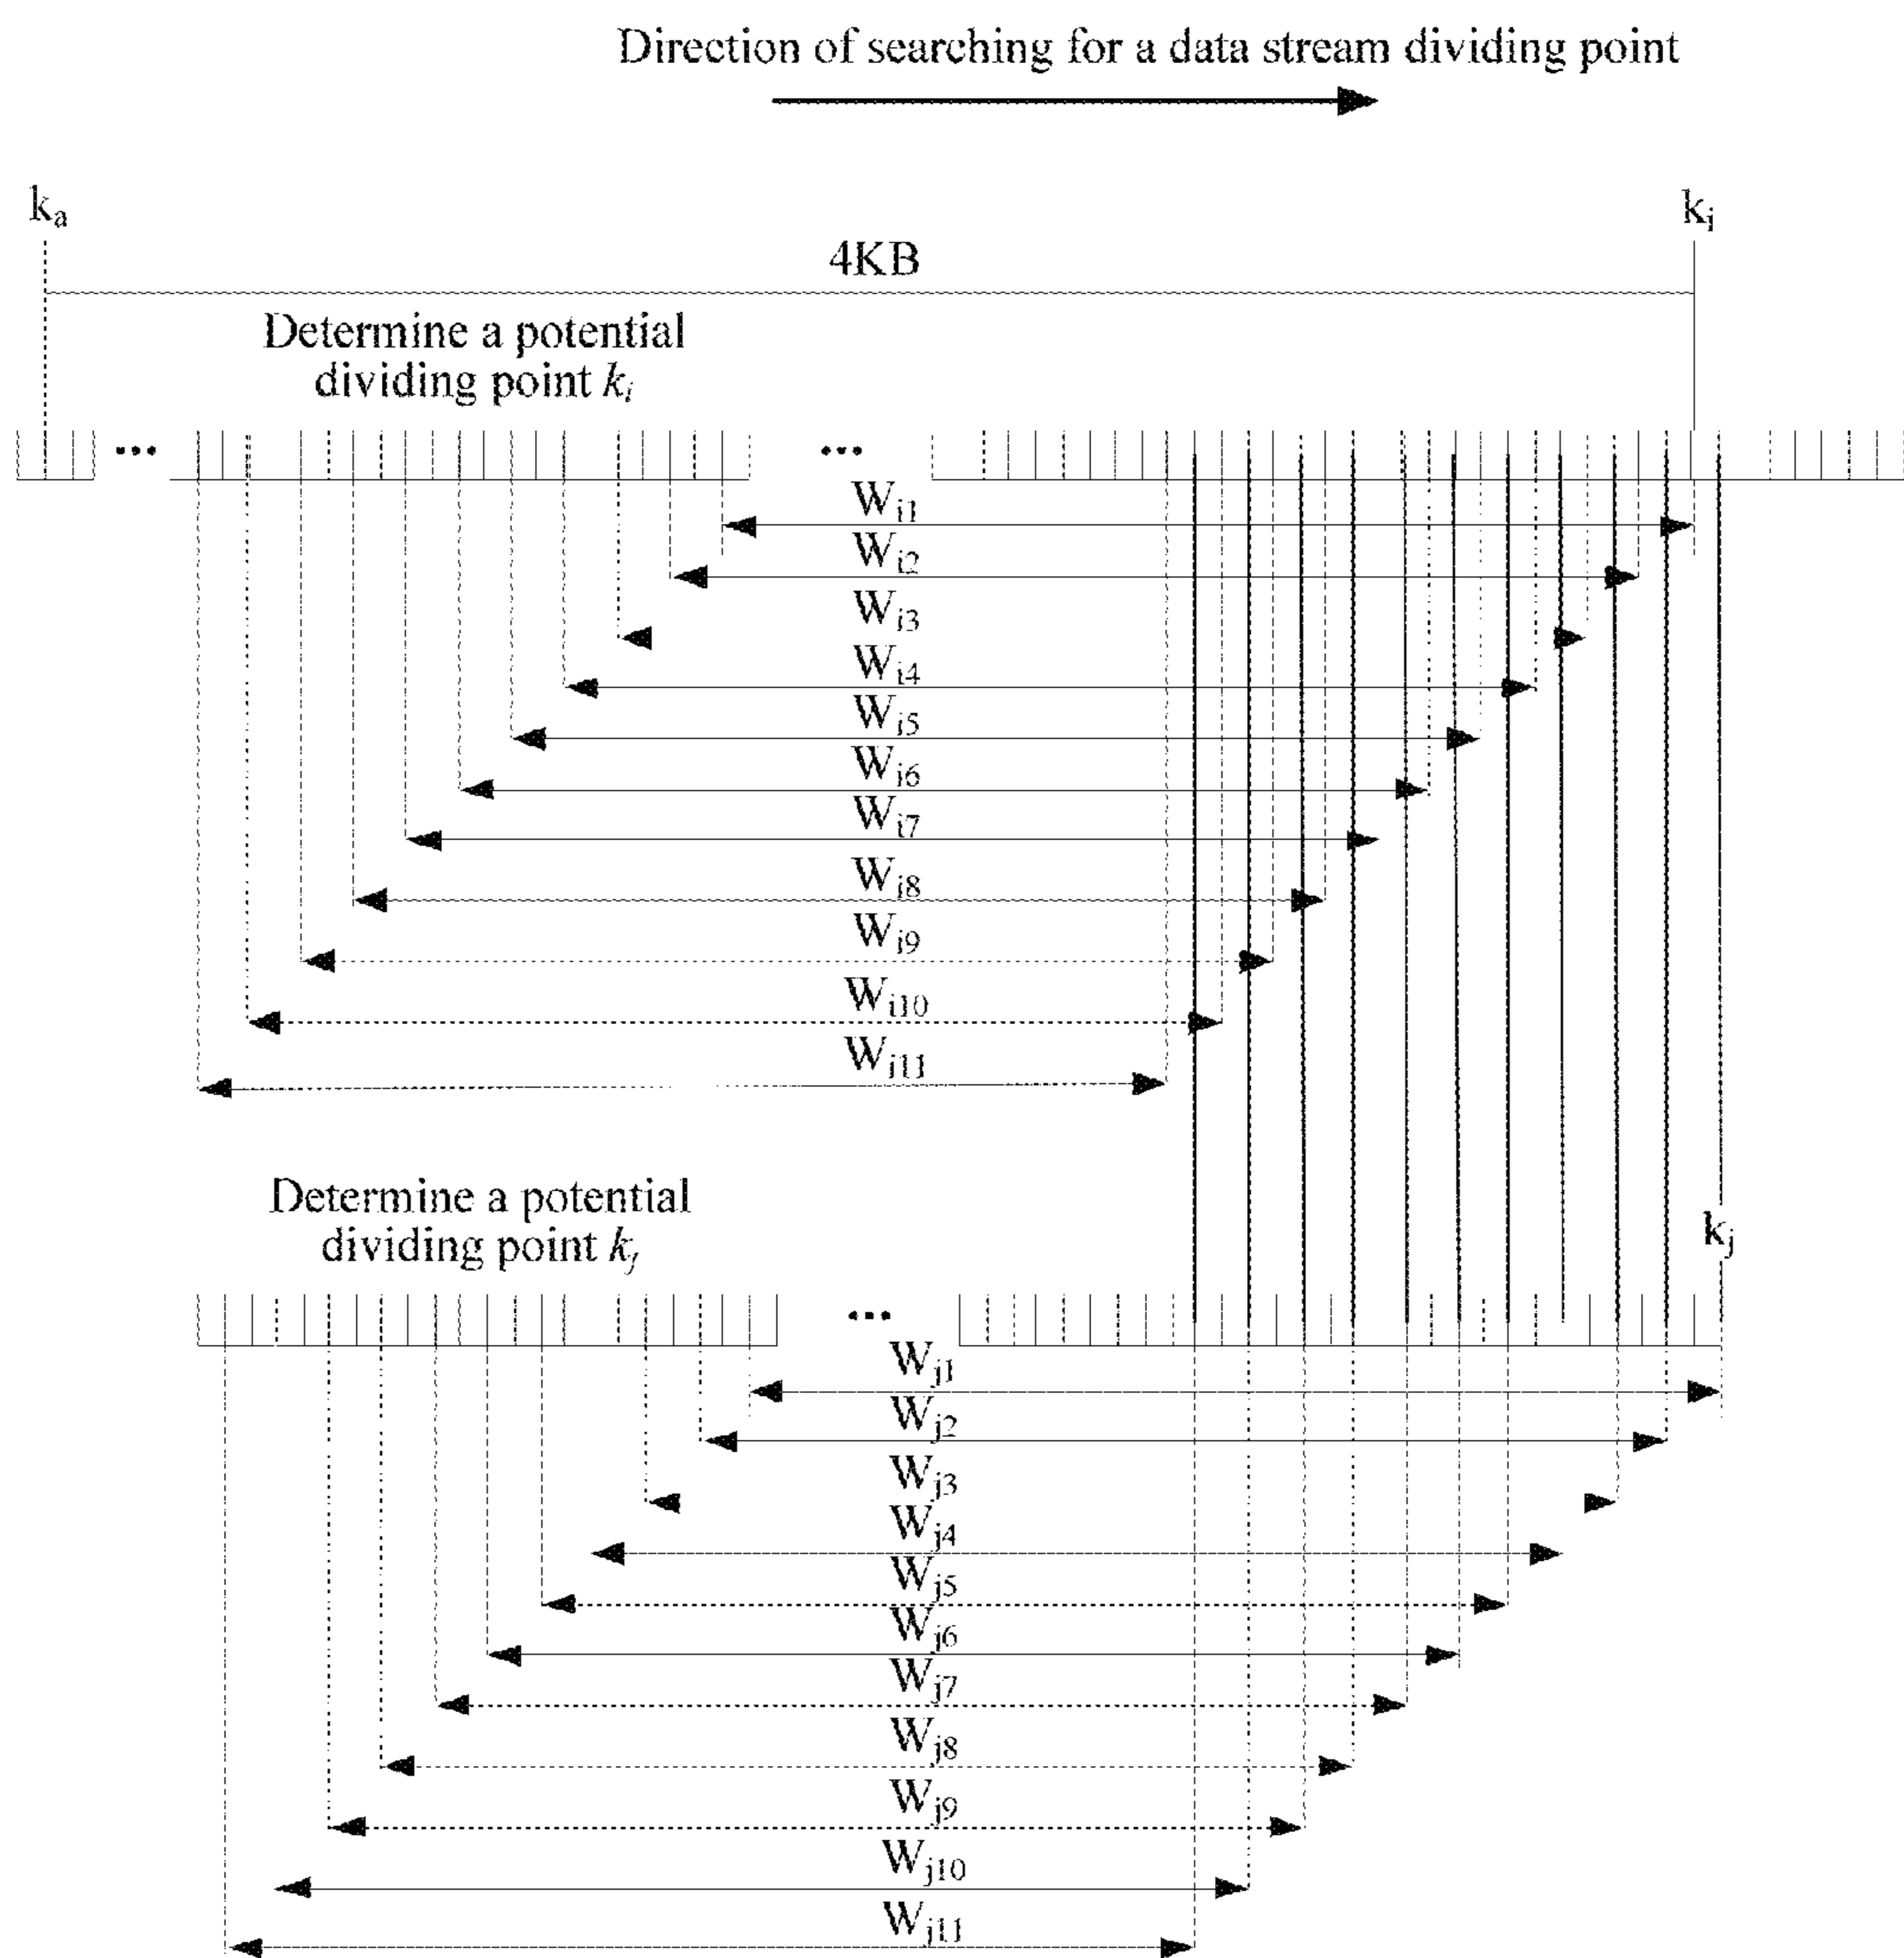 Direction of searching for a data stream dividing point
kₐ
kᵢ
4KB
Determine a potential
dividing point kᵢ
...
...
Wi1
Wi2
Wi3
Wi4
Wi5
Wi6
Wi7
Wi8
Wi9
Wi10
Wi11
Determine a potential
dividing point kⱼ
kⱼ
...
Wj1
Wj2
Wj3
Wj4
Wj5
Wj6
Wj7
Wj8
Wj9
Wj10
Wj11